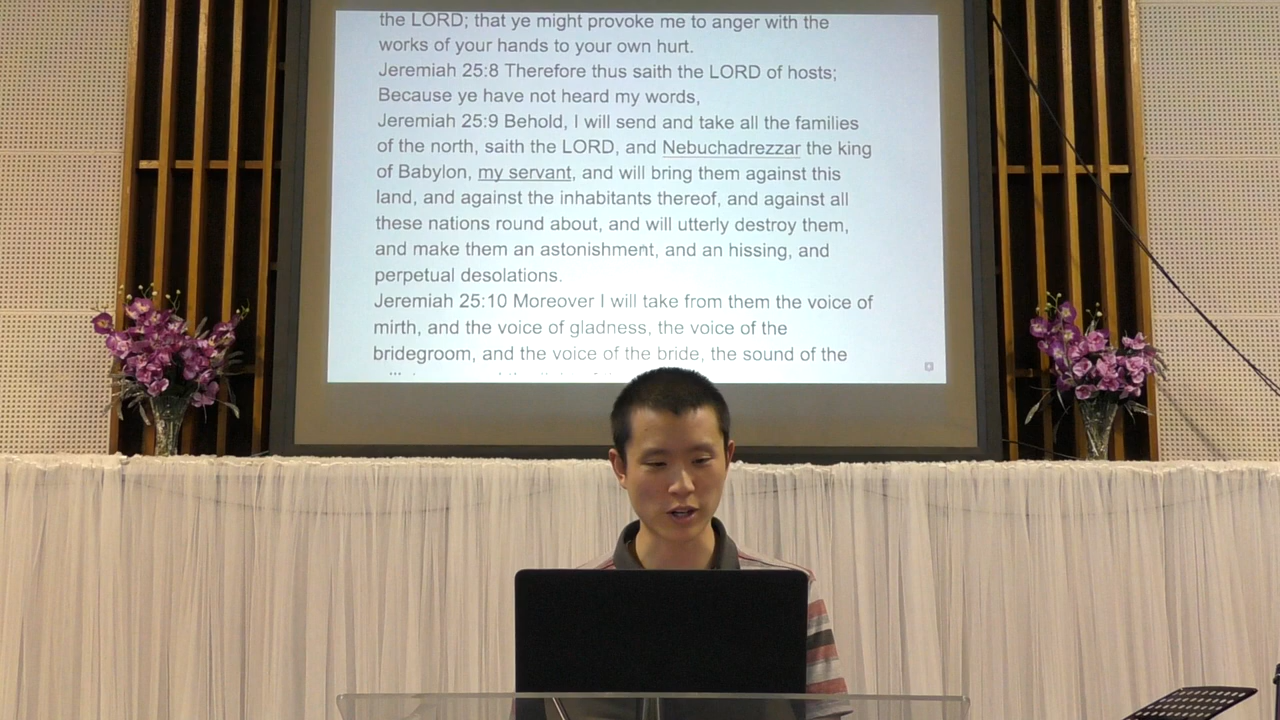 the LORD; that ye might provoke me to anger with the
works of your hands to your own hurt.
Jeremiah 25:8 Therefore thus saith the LORD of hosts;
Because ye have not heard my words,
Jeremiah 25:9 Behold, I will send and take all the families
of the north, saith the LORD, and Nebuchadrezzar the king
of Babylon, my servant, and will bring them against this
land, and against the inhabitants thereof, and against all
these nations round about, and will utterly destroy them,
and make them an astonishment, and an hissing, and
perpetual desolations.
Jeremiah 25:10 Moreover I will take from them the voice of
mirth, and the voice of gladness, the voice of the
bridegroom, and the voice of the bride, the sound of the